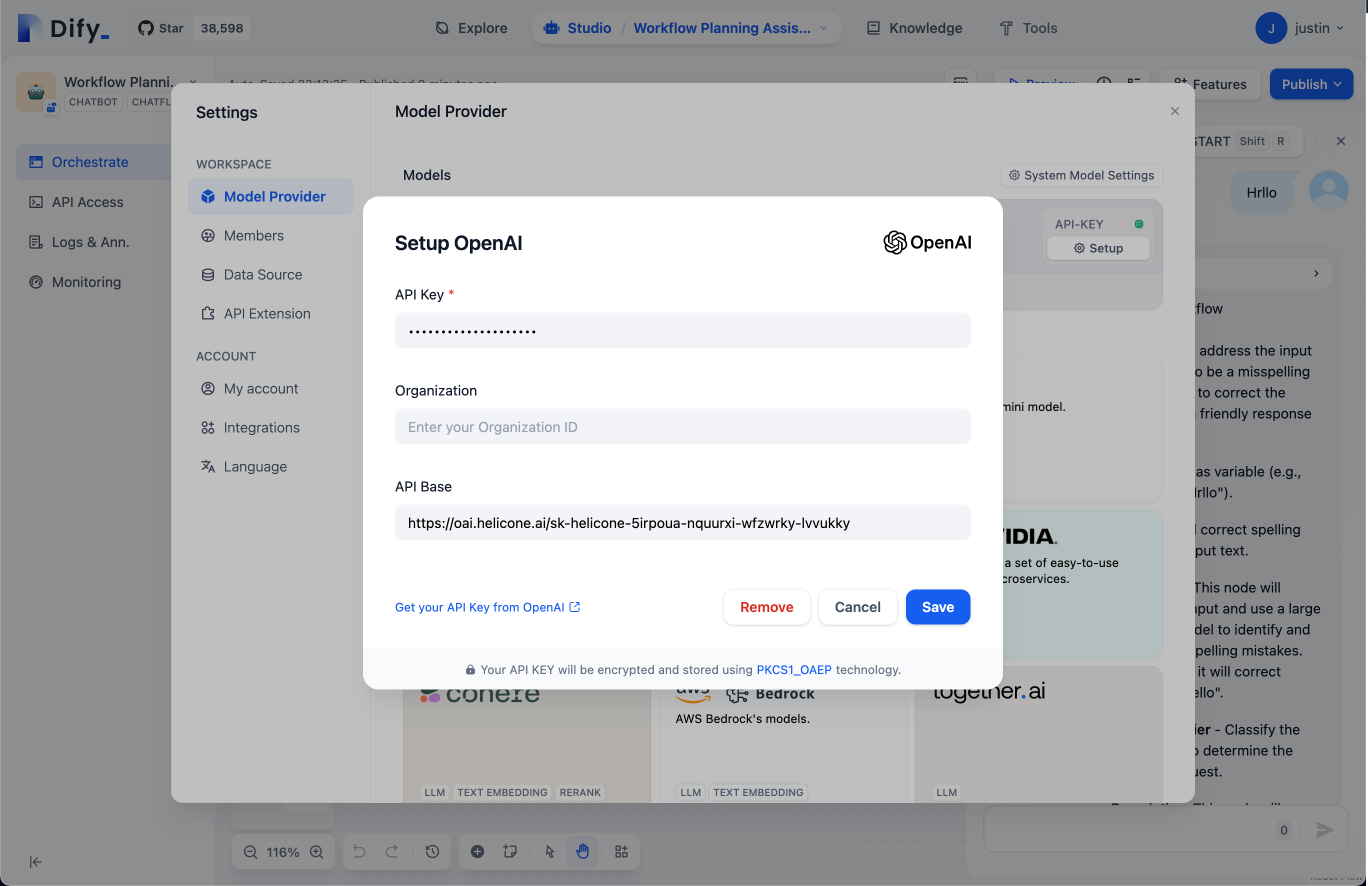 Dify_
Star 38,598
Explore
Studio / Workflow Planning Assis...
Knowledge
Tools
J justin
Workflow Planni...
CHATBOT CHATFL
Preview
Features
Publish
Orchestrate
API Access
Logs & Ann.
Monitoring
Settings
WORKSPACE
Model Provider
Members
Data Source
API Extension
ACCOUNT
My account
Integrations
Language
Model Provider
Models
System Model Settings
API-KEY
Setup
START Shift R
Hrllo
Setup OpenAI
OpenAI
API Key *
••••••••••••••••••••
Organization
Enter your Organization ID
API Base
https://oai.helicone.ai/sk-helicone-5irpoua-nquurxi-wfzwrky-lvvukky
Get your API Key from OpenAI
Remove
Cancel
Save
Your API KEY will be encrypted and stored using PKCS1_OAEP technology.
mini model.
VIDIA.
a set of easy-to-use
croservices.
cohere
aws Bedrock
AWS Bedrock's models.
together.ai
LLM TEXT EMBEDDING RERANK
LLM TEXT EMBEDDING
LLM
flow
address the input
o be a misspelling
to correct the
friendly response
as variable (e.g.,
Hrllo").
correct spelling
put text.
This node will
nput and use a large
del to identify and
pelling mistakes.
it will correct
ello".
ier - Classify the
o determine the
uest.
0
116%